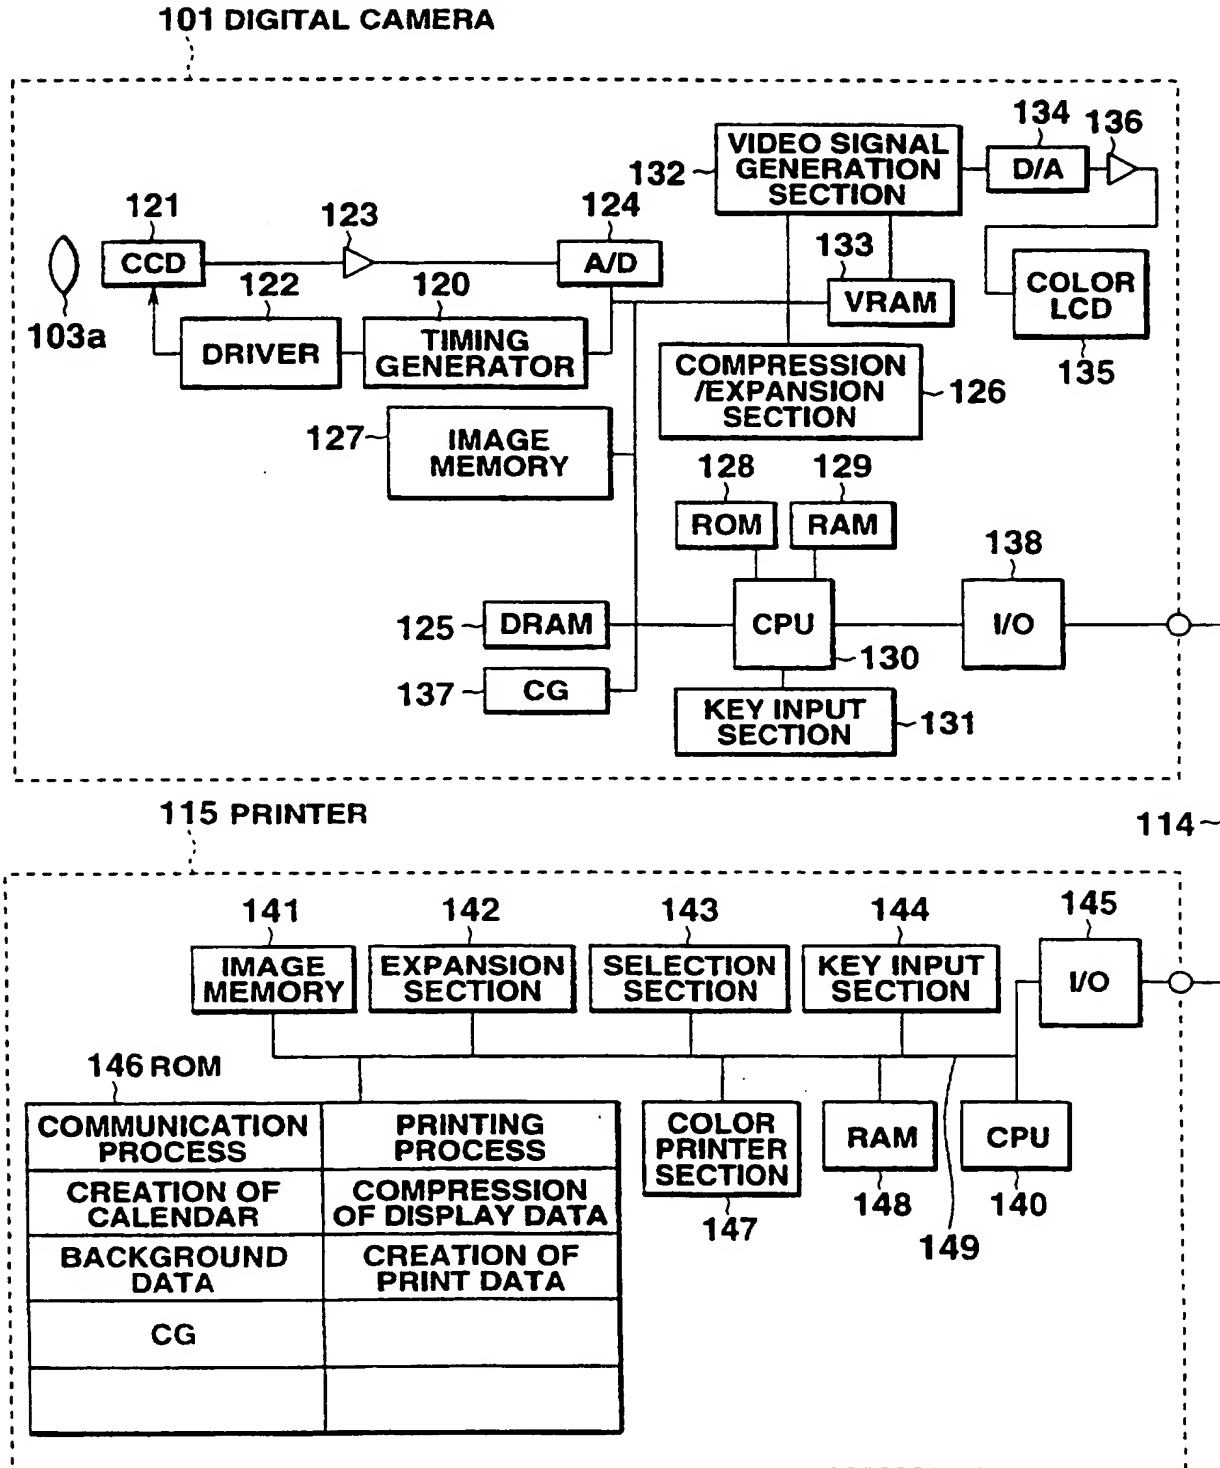 101 DIGITAL CAMERA
134
136
VIDEO SIGNAL
GENERATION
SECTION
132
D/A
121
123
124
133
CCD
A/D
122
120
VRAM
COLOR
LCD
103a
DRIVER
TIMING
GENERATOR
135
COMPRESSION
/EXPANSION
SECTION
126
127
IMAGE
MEMORY
128
129
ROM
RAM
138
125
DRAM
CPU
I/O
130
137
CG
KEY INPUT
SECTION
131
115 PRINTER
114
141
142
143
144
145
IMAGE
MEMORY
EXPANSION
SECTION
SELECTION
SECTION
KEY INPUT
SECTION
I/O
146 ROM
COMMUNICATION
PROCESS
PRINTING
PROCESS
COLOR
PRINTER
SECTION
RAM
CPU
CREATION OF
CALENDAR
COMPRESSION
OF DISPLAY DATA
147
148
140
149
BACKGROUND
DATA
CREATION OF
PRINT DATA
CG